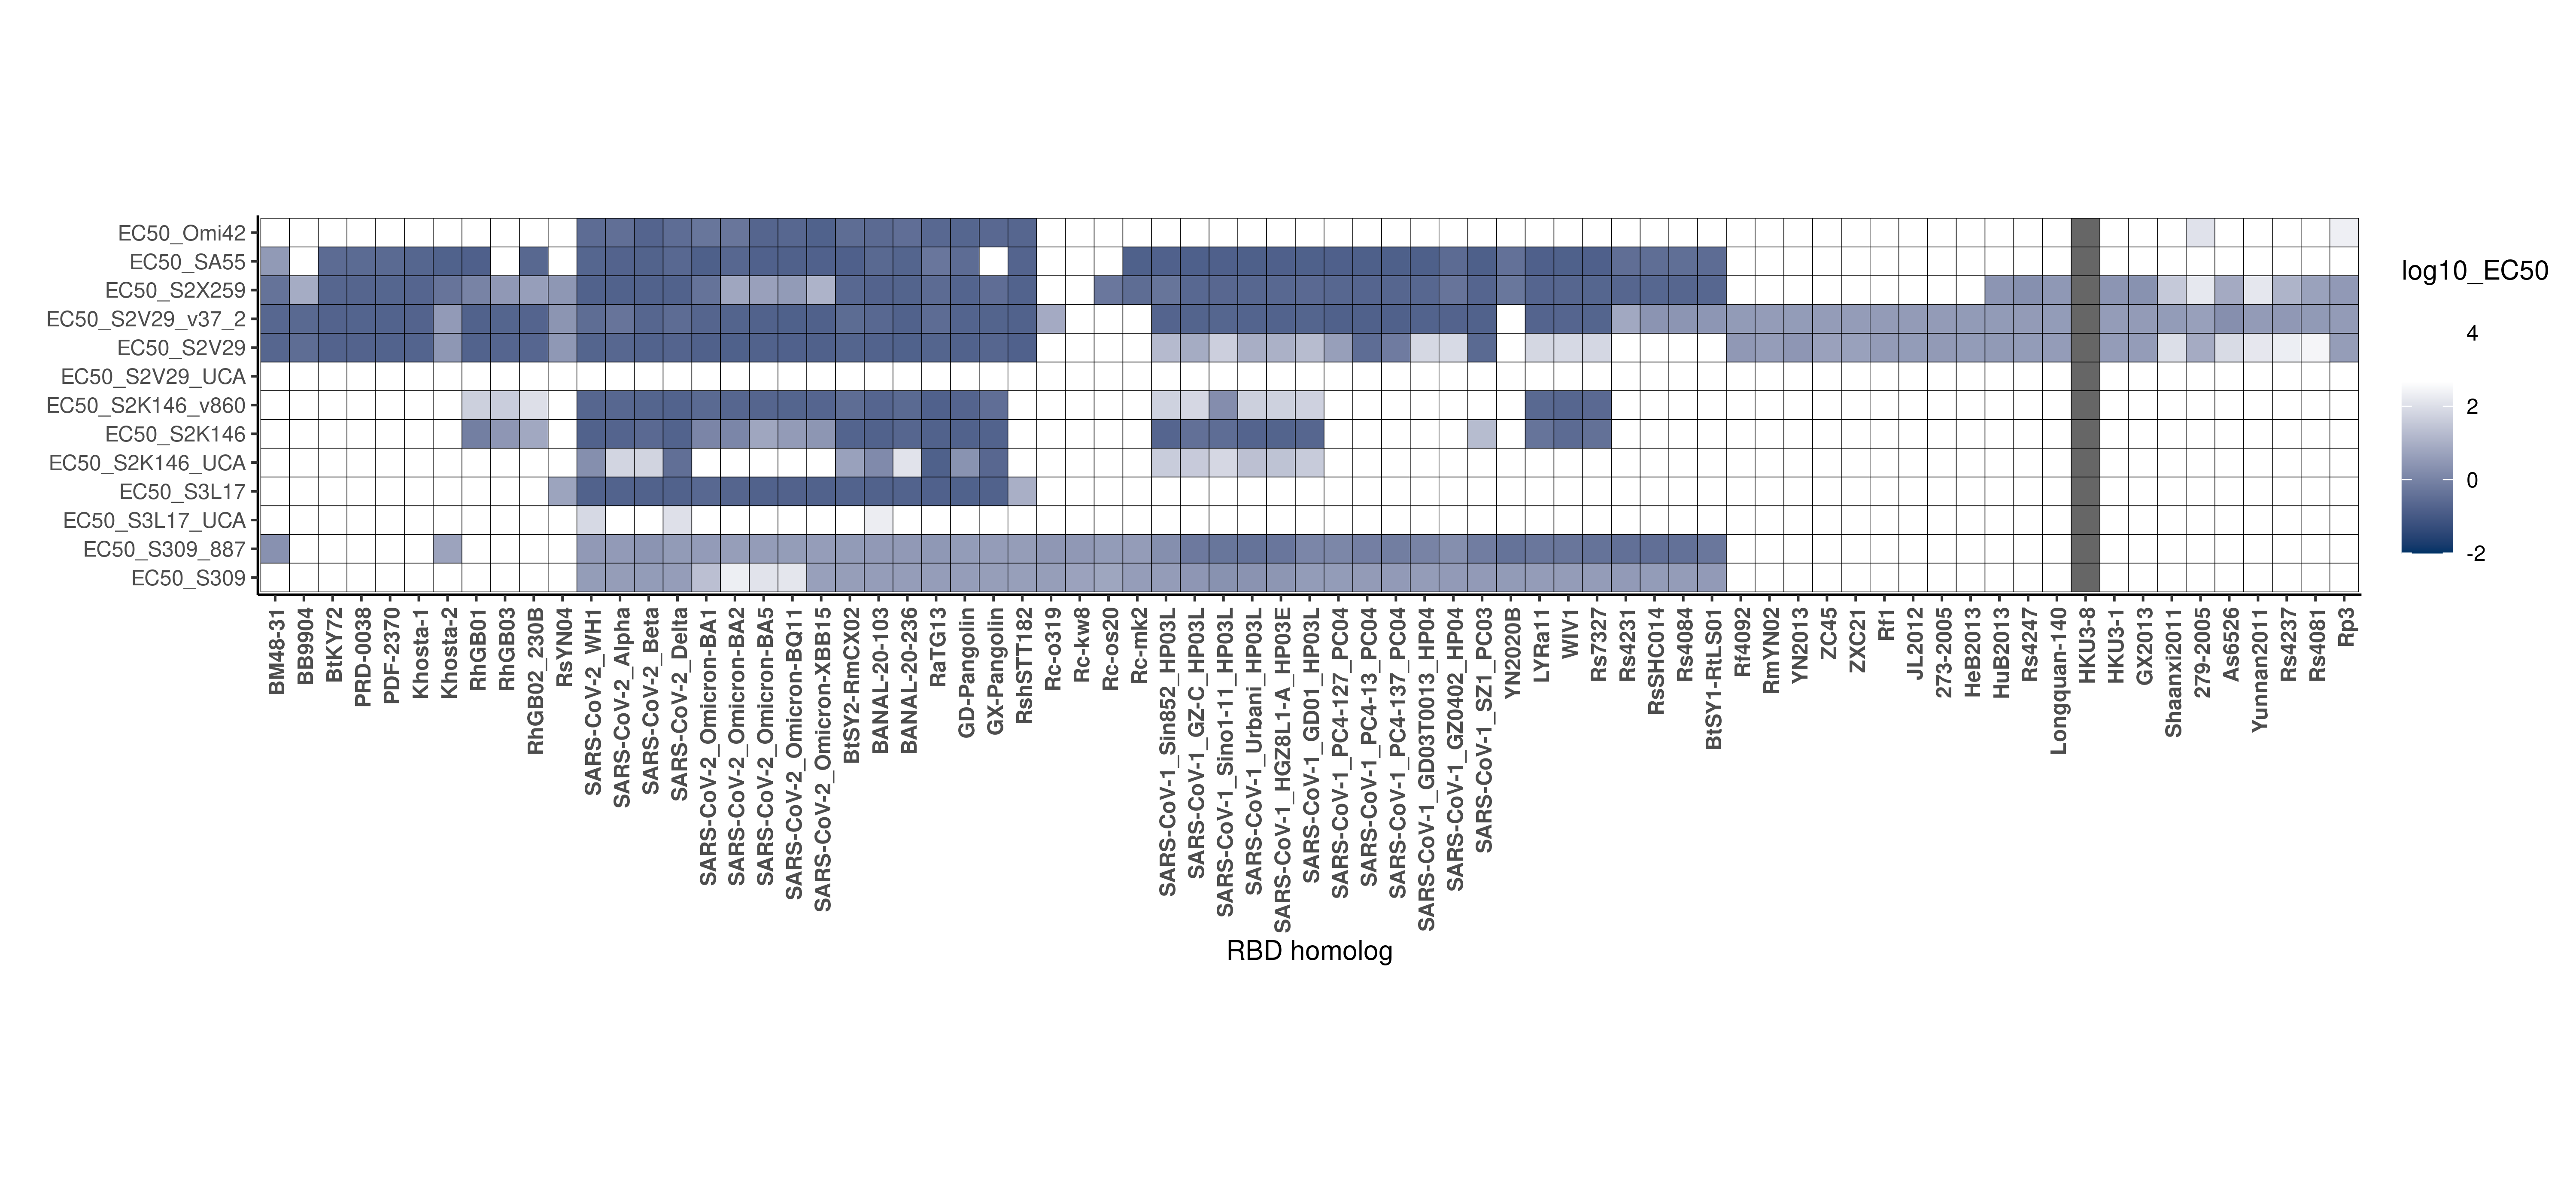 EC50_Omi42
EC50_SA55
EC50_S2X259
EC50_S2V29_v37_2
EC50_S2V29
EC50_S2V29_UCA
EC50_S2K146_v860
EC50_S2K146
EC50_S2K146_UCA
EC50_S3L17
EC50_S3L17_UCA
EC50_S309_887
EC50_S309
BM48-31
BB9904
BtKY72
PRD-0038
PDF-2370
Khosta-1
Khosta-2
RhGB01
RhGB03
RhGB02_230B
RsYN04
SARS-CoV-2_WH1
SARS-CoV-2_Alpha
SARS-CoV-2_Beta
SARS-CoV-2_Delta
SARS-CoV-2_Omicron-BA1
SARS-CoV-2_Omicron-BA2
SARS-CoV-2_Omicron-BA5
SARS-CoV-2_Omicron-BQ11
SARS-CoV-2_Omicron-XBB15
BtSY2-RmCX02
BANAL-20-103
BANAL-20-236
RaTG13
GD-Pangolin
GX-Pangolin
RshSTT182
Rc-o319
Rc-kw8
Rc-os20
Rc-mk2
SARS-CoV-1_Sin852_HP03L
SARS-CoV-1_GZ-C_HP03L
SARS-CoV-1_Sino1-11_HP03L
SARS-CoV-1_Urbani_HP03L
SARS-CoV-1_HGZ8L1-A_HP03E
SARS-CoV-1_GD01_HP03L
SARS-CoV-1_PC4-127_PC04
SARS-CoV-1_PC4-13_PC04
SARS-CoV-1_PC4-137_PC04
SARS-CoV-1_GD03T0013_HP04
SARS-CoV-1_GZ0402_HP04
SARS-CoV-1_SZ1_PC03
YN2020B
LYRa11
WIV1
Rs7327
Rs4231
RsSHC014
Rs4084
BtSY1-RtLS01
Rf4092
RmYN02
YN2013
ZC45
ZXC21
Rf1
JL2012
273-2005
HeB2013
HuB2013
Rs4247
Longquan-140
HKU3-8
HKU3-1
GX2013
Shaanxi2011
279-2005
As6526
Yunnan2011
Rs4237
Rs4081
Rp3
RBD homolog
log10_EC50
4
2
0
-2